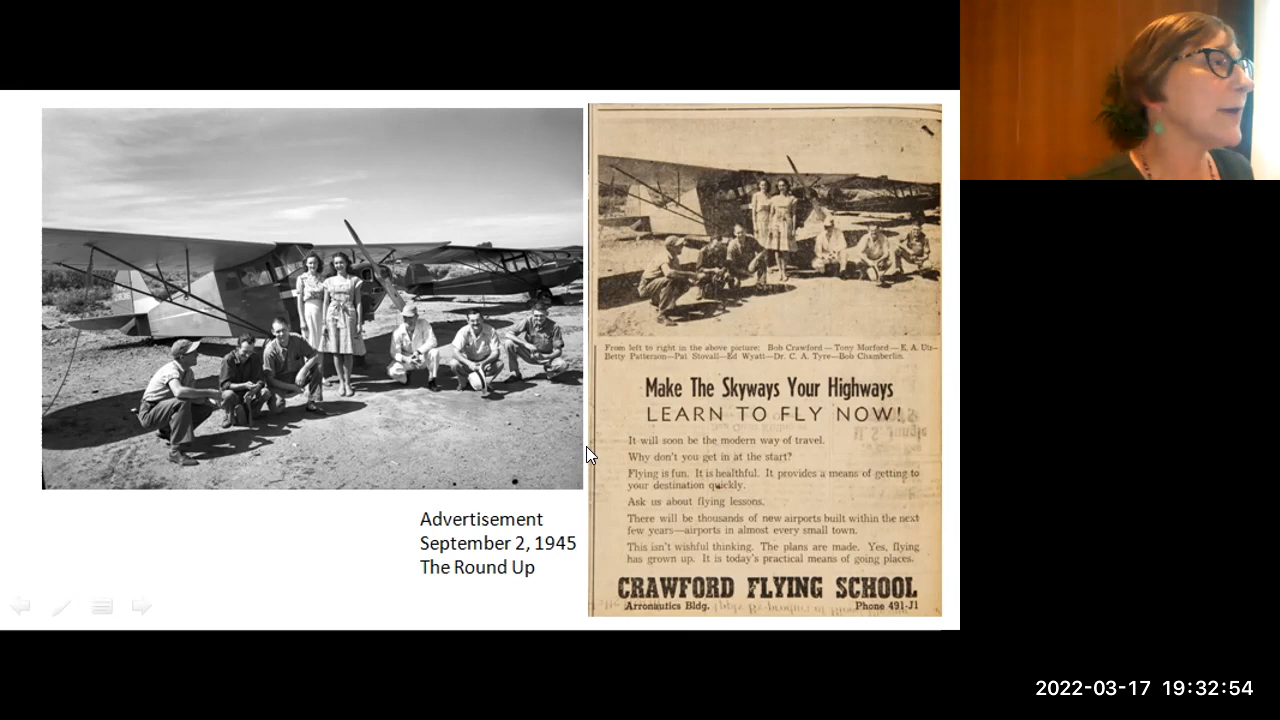 Advertisement
September 2, 1945
The Round Up
From left to right in the above picture: Bob Crawford — Tony Morford — E. A. Utz—
Betty Patterson—Pat Stovall—Ed Wyatt—Dr. C. A. Tyre—Bob Chamberlin.
Make The Skyways Your Highways
LEARN TO FLY NOW!
It will soon be the modern way of travel.
Why don't you get in at the start?
Flying is fun. It is healthful. It provides a means of getting to
your destination quickly.
Ask us about flying lessons.
There will be thousands of new airports built within the next
few years—airports in almost every small town.
This isn't wishful thinking. The plans are made. Yes, flying
has grown up. It is today's practical means of going places.
CRAWFORD FLYING SCHOOL
Arronautics Bldg. Phone 491-J1
2022-03-17 19:32:54